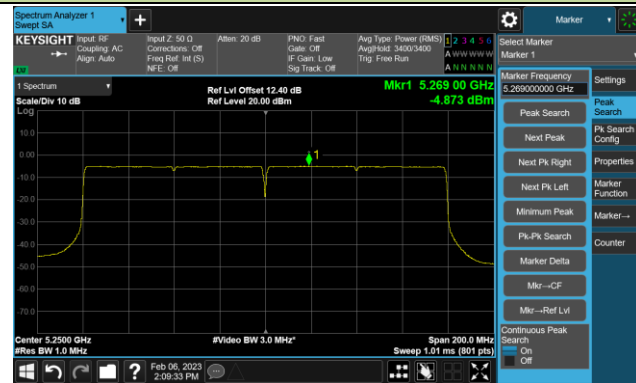 Spectrum Analyzer 1
Swept SA
Marker
KEYSIGHT
Input: RF
Coupling: AC
Align: Auto
Input Z: 50 Ω
Corrections: Off
Freq Ref: Int (S)
NFE: Off
Atten: 20 dB
PNO: Fast
Gate: Off
IF Gain: Low
Sig Track: Off
Avg Type: Power (RMS)
Avg|Hold: 3400/3400
Trig: Free Run
1 2 3 4 5 6
A W W W W W
A N N N N N
Select Marker
Marker 1
1 Spectrum
Scale/Div 10 dB
Log
Ref Lvl Offset 12.40 dB
Ref Level 20.00 dBm
Mkr1 5.269 00 GHz
-4.873 dBm
10.0
0.00
-10.0
-20.0
-30.0
-40.0
-50.0
-60.0
-70.0
1
Center 5.2500 GHz
#Res BW 1.0 MHz
#Video BW 3.0 MHz*
Span 200.0 MHz
Sweep 1.01 ms (801 pts)
Marker Frequency
5.269000000 GHz
Peak Search
Next Peak
Next Pk Right
Next Pk Left
Minimum Peak
Pk-Pk Search
Marker Delta
Mkr→CF
Mkr→Ref Lvl
Continuous Peak
Search
On
Off
Settings
Peak
Search
Pk Search
Config
Properties
Marker
Function
Marker→
Counter
Feb 06, 2023
2:09:33 PM